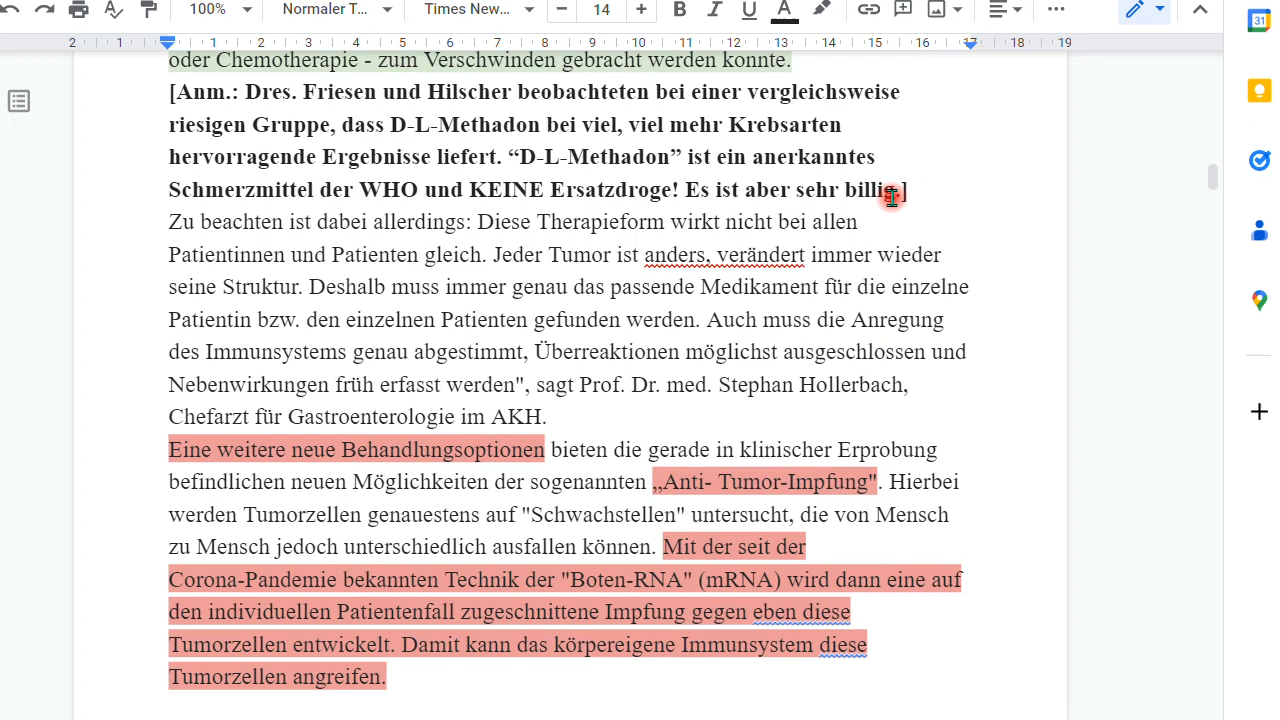 100% Normaler T... Times New... 14 B I U A
2 1 1 2 3 4 5 6 7 8 9 10 11 12 13 14 15 16 17 18 19
31
oder Chemotherapie - zum Verschwinden gebracht werden konnte.
[Anm.: Dres. Friesen und Hilscher beobachteten bei einer vergleichsweise
riesigen Gruppe, dass D-L-Methadon bei viel, viel mehr Krebsarten
hervorragende Ergebnisse liefert. “D-L-Methadon” ist ein anerkanntes
Schmerzmittel der WHO und KEINE Ersatzdroge! Es ist aber sehr billig.]
Zu beachten ist dabei allerdings: Diese Therapieform wirkt nicht bei allen
Patientinnen und Patienten gleich. Jeder Tumor ist anders, verändert immer wieder
seine Struktur. Deshalb muss immer genau das passende Medikament für die einzelne
Patientin bzw. den einzelnen Patienten gefunden werden. Auch muss die Anregung
des Immunsystems genau abgestimmt, Überreaktionen möglichst ausgeschlossen und
Nebenwirkungen früh erfasst werden", sagt Prof. Dr. med. Stephan Hollerbach,
Chefarzt für Gastroenterologie im AKH.
Eine weitere neue Behandlungsoptionen bieten die gerade in klinischer Erprobung
befindlichen neuen Möglichkeiten der sogenannten „Anti- Tumor-Impfung". Hierbei
werden Tumorzellen genauestens auf "Schwachstellen" untersucht, die von Mensch
zu Mensch jedoch unterschiedlich ausfallen können. Mit der seit der
Corona-Pandemie bekannten Technik der "Boten-RNA" (mRNA) wird dann eine auf
den individuellen Patientenfall zugeschnittene Impfung gegen eben diese
Tumorzellen entwickelt. Damit kann das körpereigene Immunsystem diese
Tumorzellen angreifen.